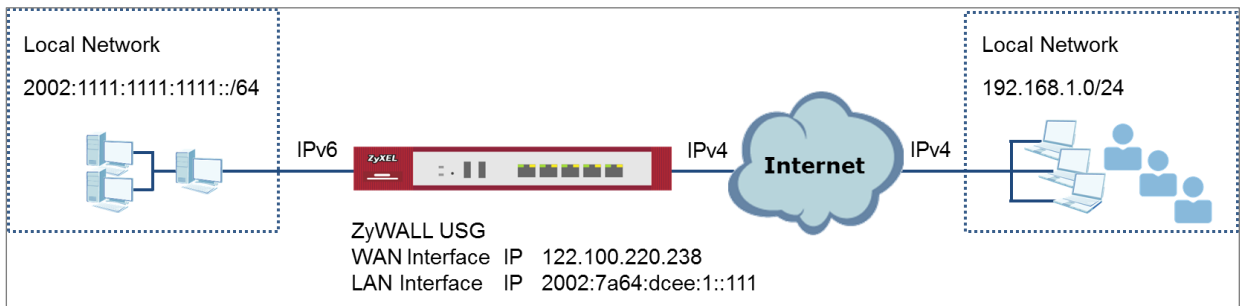 Local Network
2002:1111:1111:1111::/64
IPv6
ZyXEL
ZyWALL USG
WAN Interface IP 122.100.220.238
LAN Interface IP 2002:7a64:dcee:1::111
IPv4
Internet
IPv4
Local Network
192.168.1.0/24